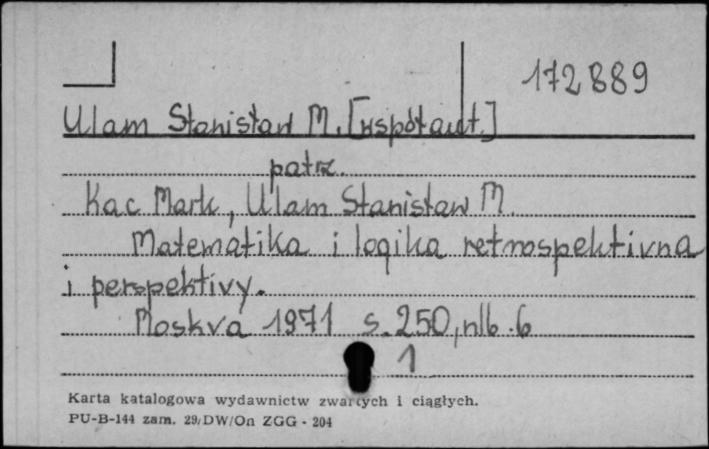 172889
Ulam Stanisław M. [współaut.]
patrz.
Kac Mark, Ulam Stanisław M.
Matematika i logika retrospektivna
i perspektivy.
Moskva 1971 s. 250, nlb. 6
1
Karta katalogowa wydawnictw zwartych i ciągłych.
PU-B-144 zam. 29/DW/On ZGG - 204